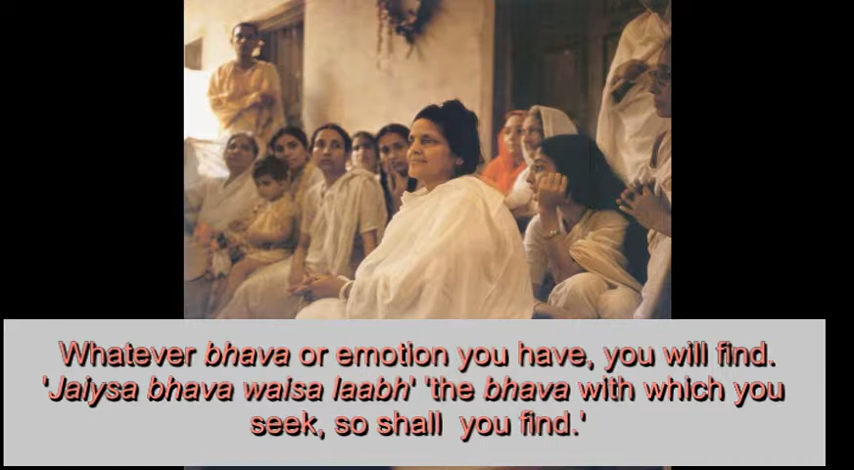 Whatever bhava or emotion you have, you will find.
'Jaiysa bhava waisa laabh' 'the bhava with which you
seek, so shall  you find.'